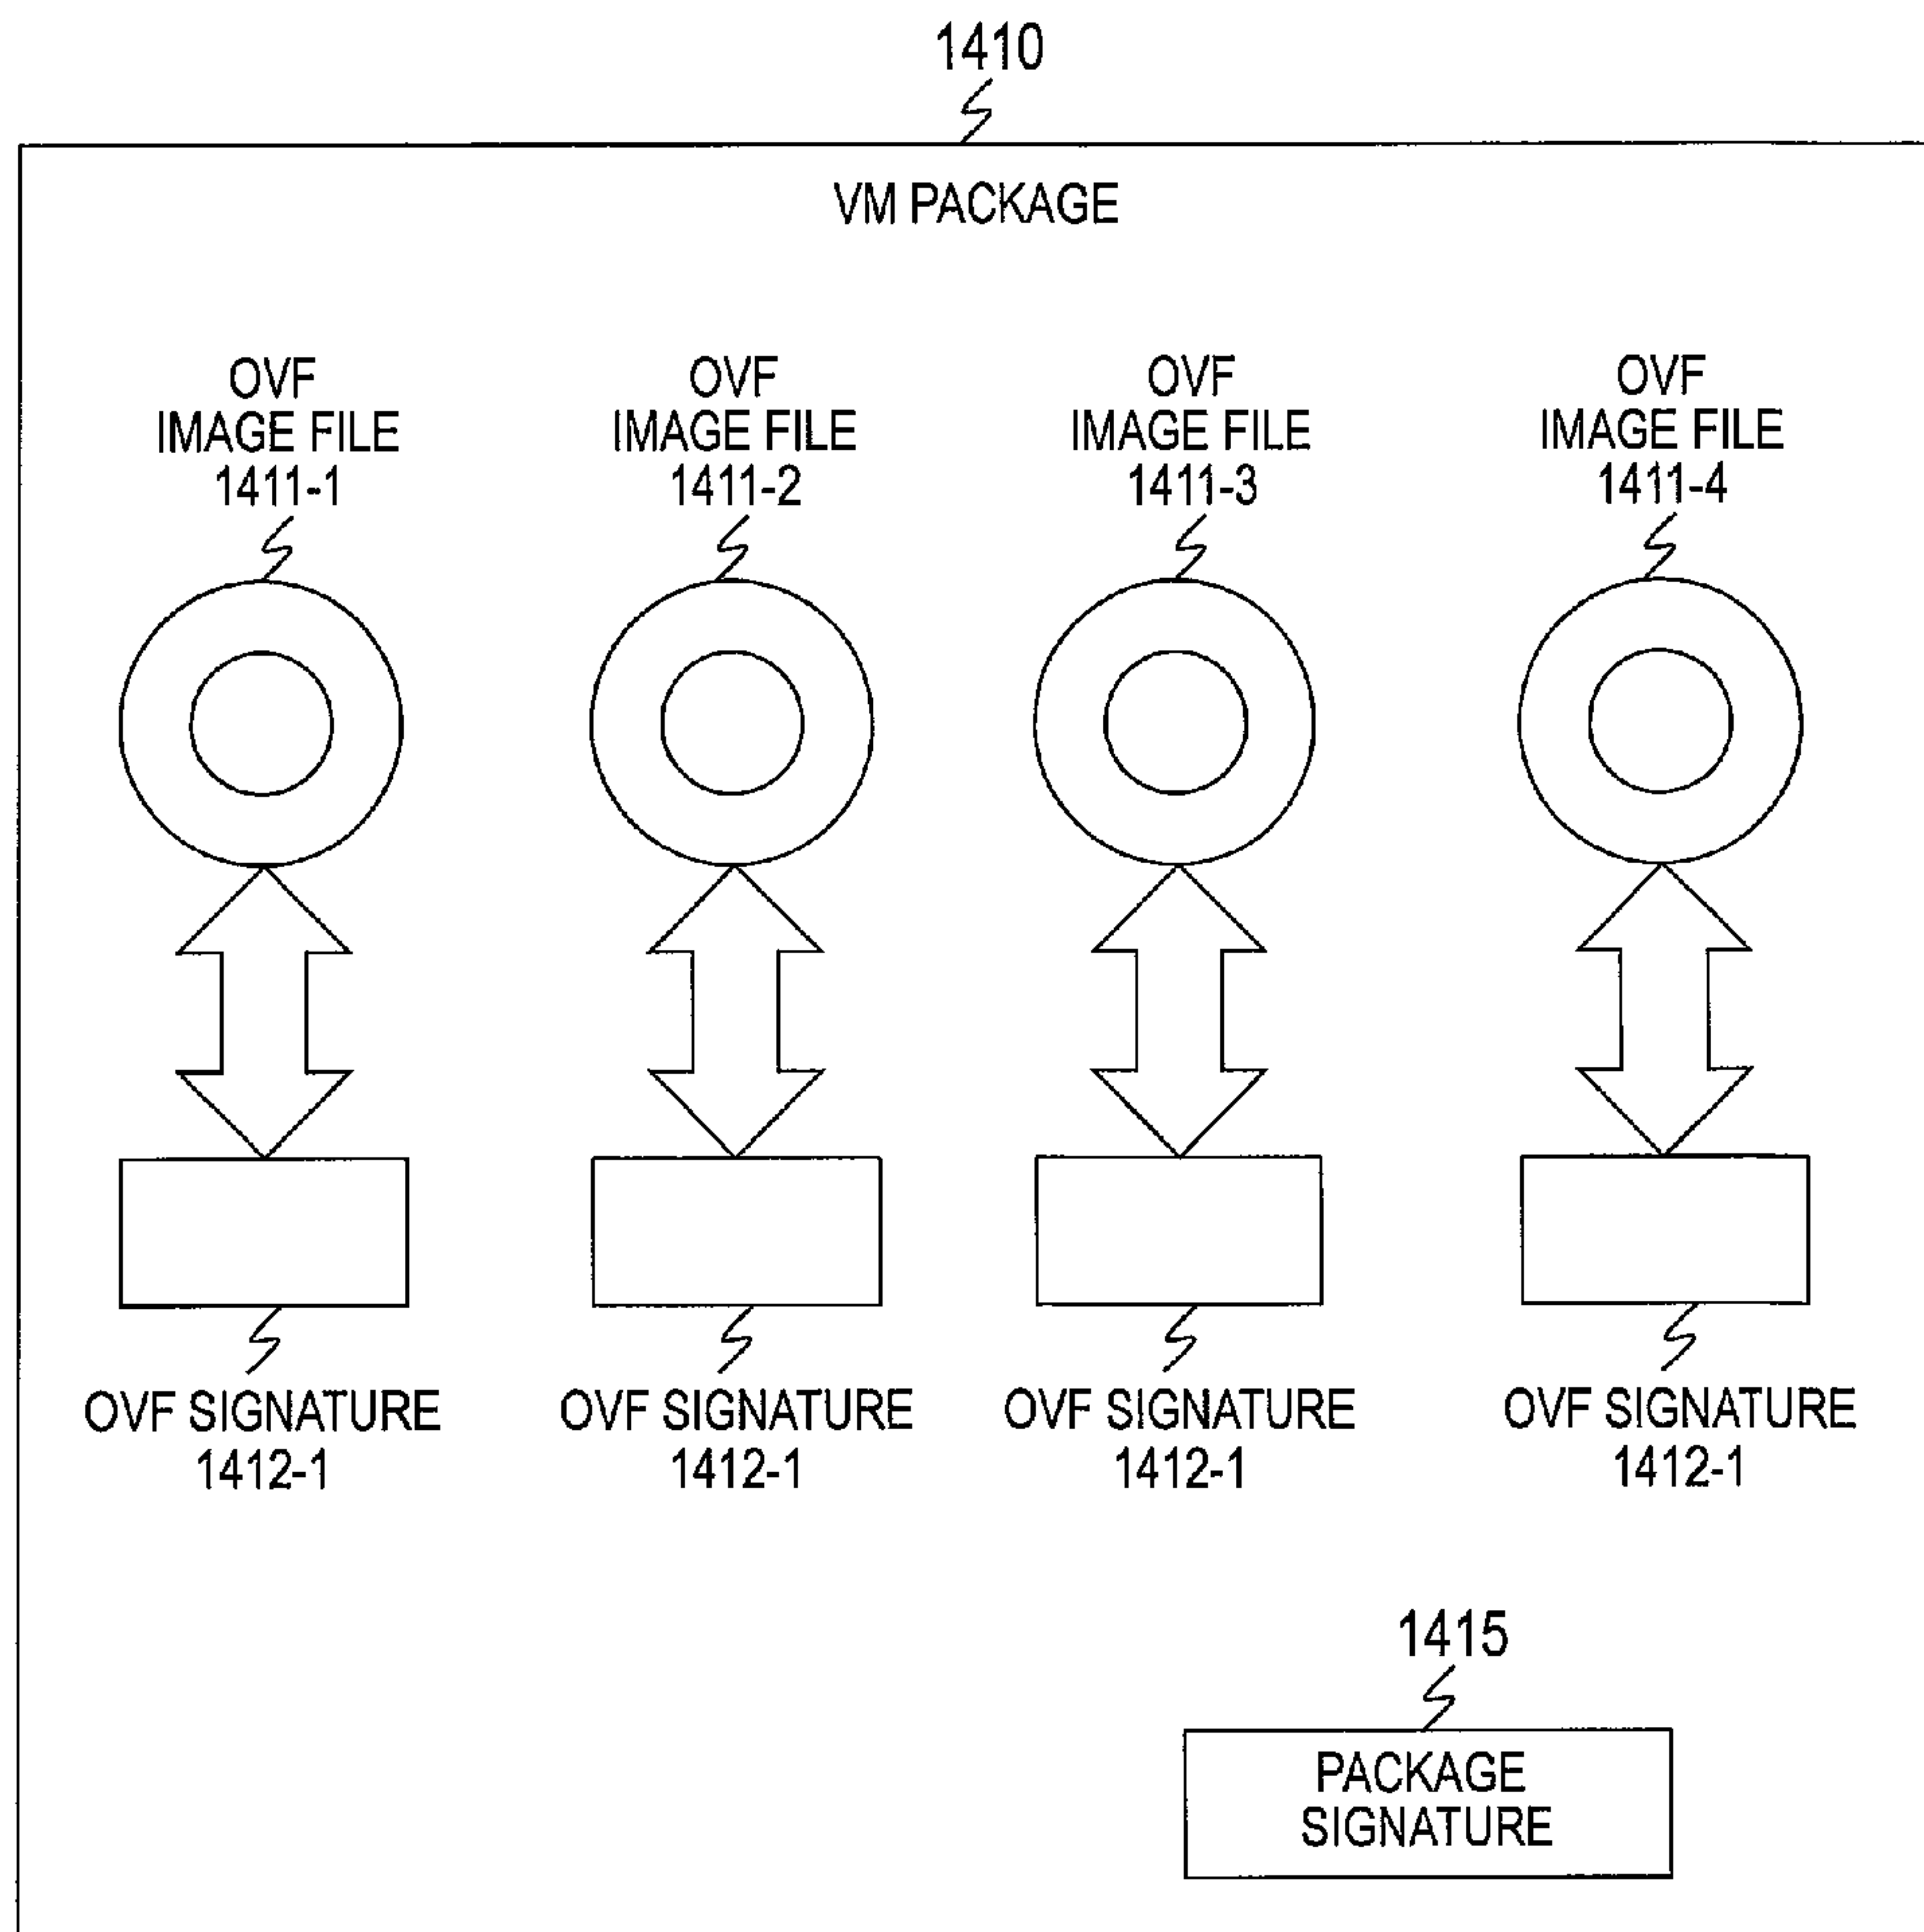 1410
VM PACKAGE
OVF
IMAGE FILE
1411-1
OVF
IMAGE FILE
1411-2
OVF
IMAGE FILE
1411-3
OVF
IMAGE FILE
1411-4
OVF SIGNATURE
1412-1
OVF SIGNATURE
1412-1
OVF SIGNATURE
1412-1
OVF SIGNATURE
1412-1
1415
PACKAGE
SIGNATURE